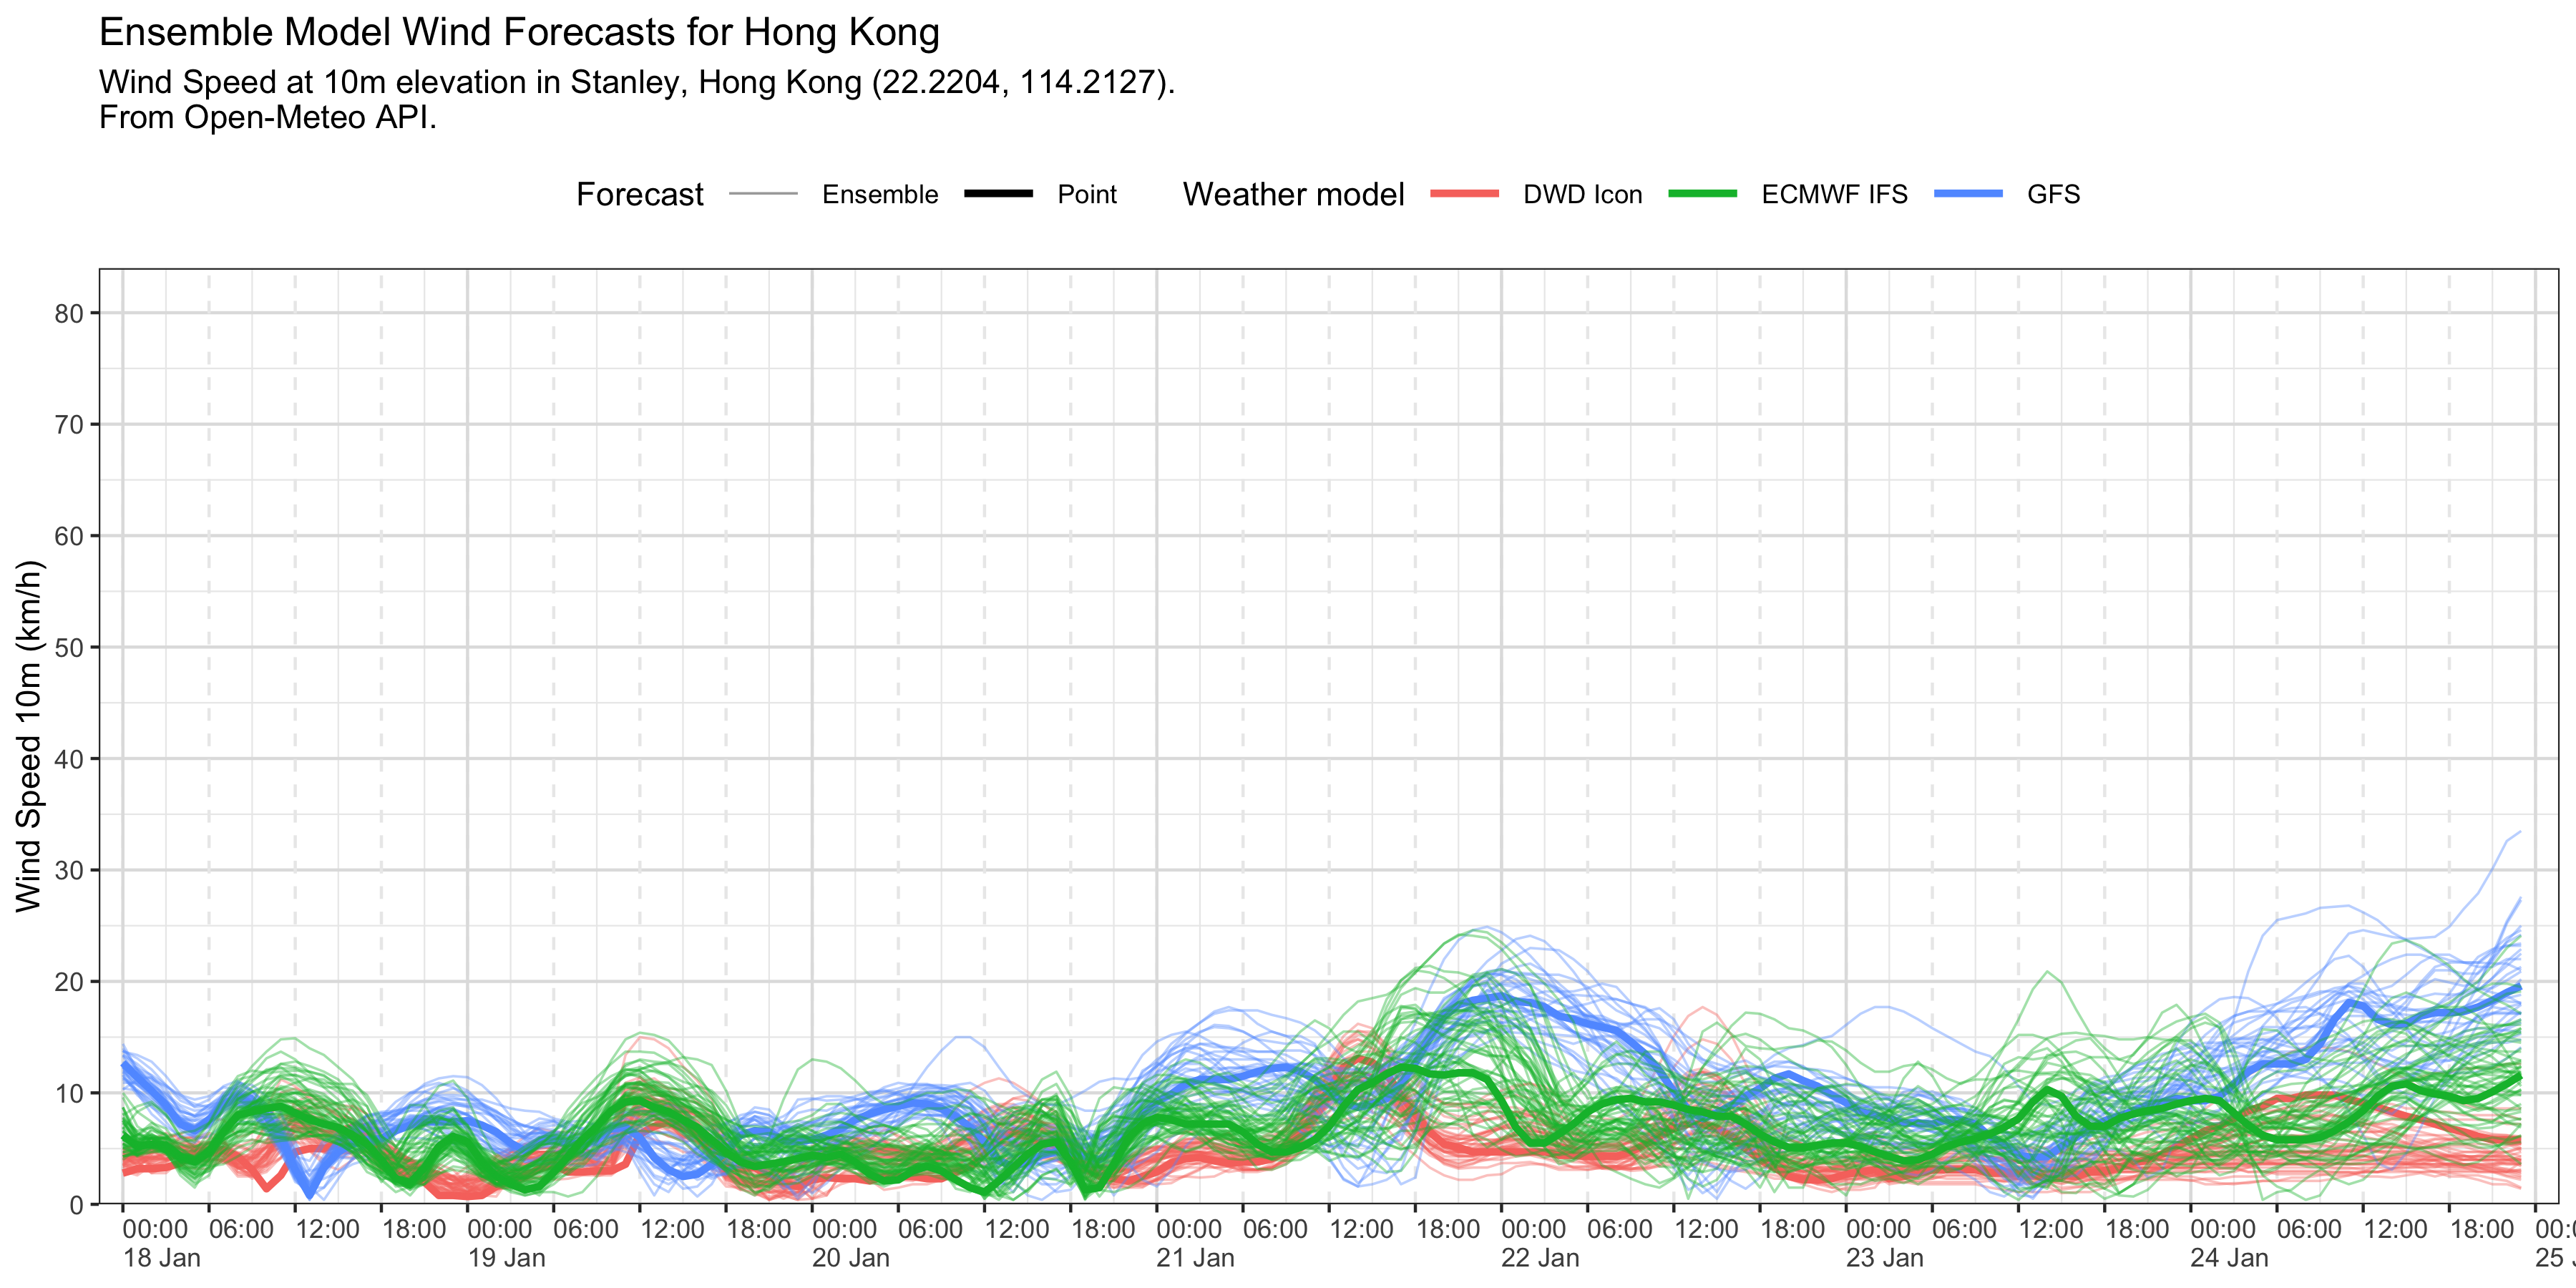 Ensemble Model Wind Forecasts for Hong Kong
Wind Speed at 10m elevation in Stanley, Hong Kong (22.2204, 114.2127).
From Open-Meteo API.
Forecast Ensemble Point Weather model DWD Icon ECMWF IFS GFS
Wind Speed 10m (km/h)
80
70
60
50
40
30
20
10
0
00:00 06:00 12:00 18:00 00:00 06:00 12:00 18:00 00:00 06:00 12:00 18:00 00:00 06:00 12:00 18:00 00:00 06:00 12:00 18:00 00:00 06:00 12:00 18:00 00:00 06:00 12:00 18:00 00:0
18 Jan 19 Jan 20 Jan 21 Jan 22 Jan 23 Jan 24 Jan 25